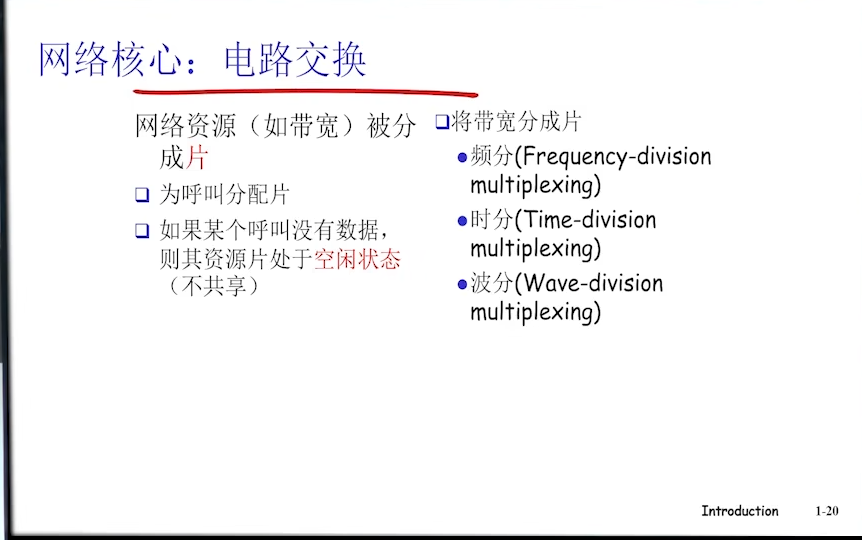 网络核心：电路交换
网络资源（如带宽）被分
成片
❑ 为呼叫分配片
❑ 如果某个呼叫没有数据，
则其资源片处于空闲状态
（不共享）
❑将带宽分成片
●频分(Frequency-division
multiplexing)
●时分(Time-division
multiplexing)
●波分(Wave-division
multiplexing)
Introduction 1-20